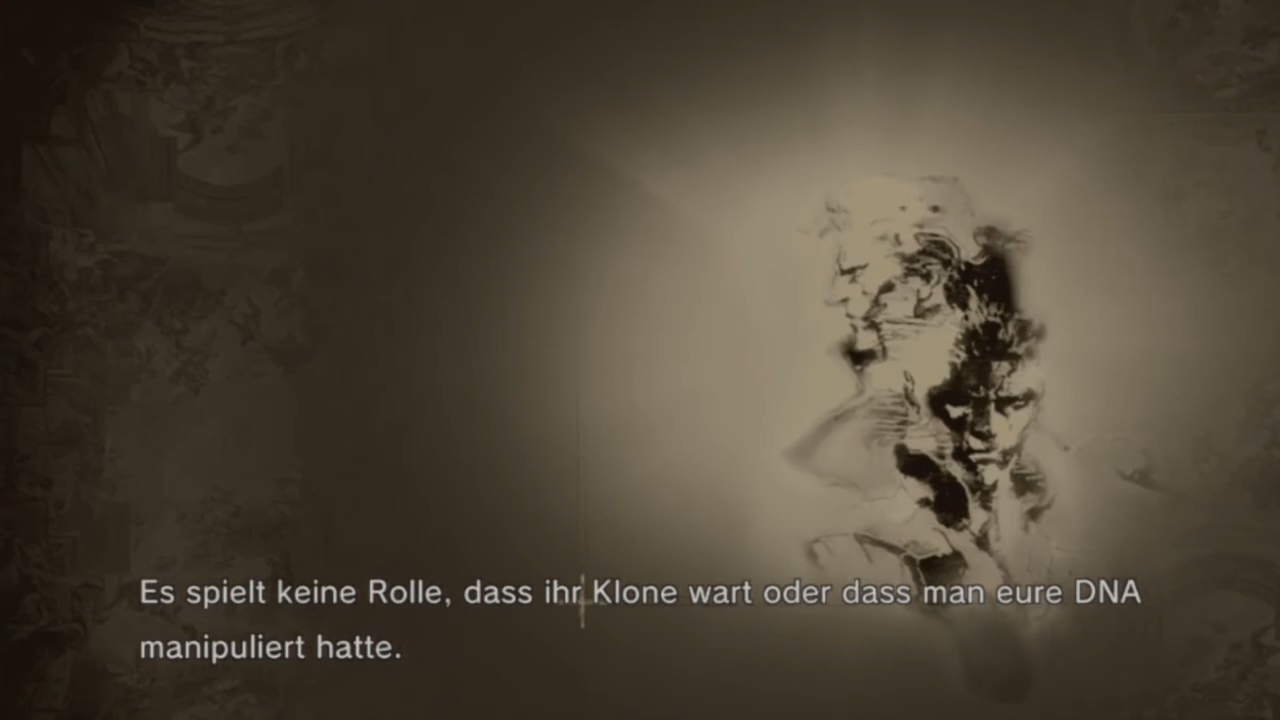 Es spielt keine Rolle, dass ihr Klone wart oder dass man eure DNA
manipuliert hatte.